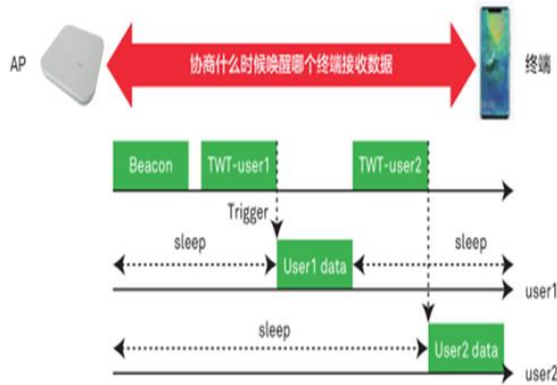 AP
协商什么时候唤醒哪个终端接收数据
终端
Beacon
TWT-user1
TWT-user2
Trigger
sleep
User1 data
sleep
user1
sleep
User2 data
user2